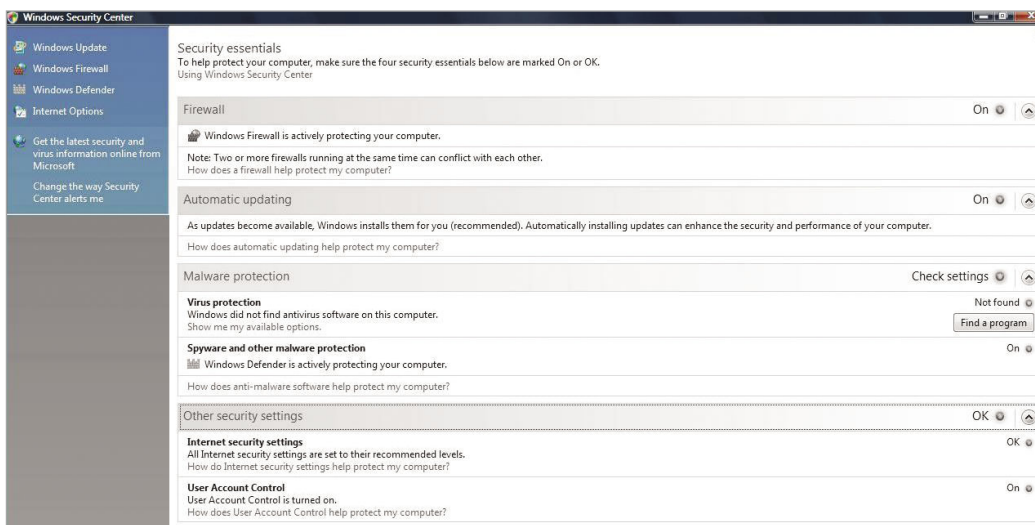 Windows Security Center
Windows Update
Windows Firewall
Windows Defender
Internet Options
Get the latest security and
virus information online from
Microsoft
Change the way Security
Center alerts me
Security essentials
To help protect your computer, make sure the four security essentials below are marked On or OK.
Using Windows Security Center
Firewall On
Windows Firewall is actively protecting your computer.
Note: Two or more firewalls running at the same time can conflict with each other.
How does a firewall help protect my computer?
Automatic updating On
As updates become available, Windows installs them for you (recommended). Automatically installing updates can enhance the security and performance of your computer.
How does automatic updating help protect my computer?
Malware protection Check settings
Virus protection Not found
Windows did not find antivirus software on this computer.
Show me my available options. Find a program
Spyware and other malware protection On
Windows Defender is actively protecting your computer.
How does anti-malware software help protect my computer?
Other security settings OK
Internet security settings OK
All Internet security settings are set to their recommended levels.
How do Internet security settings help protect my computer?
User Account Control On
User Account Control is turned on.
How does User Account Control help protect my computer?